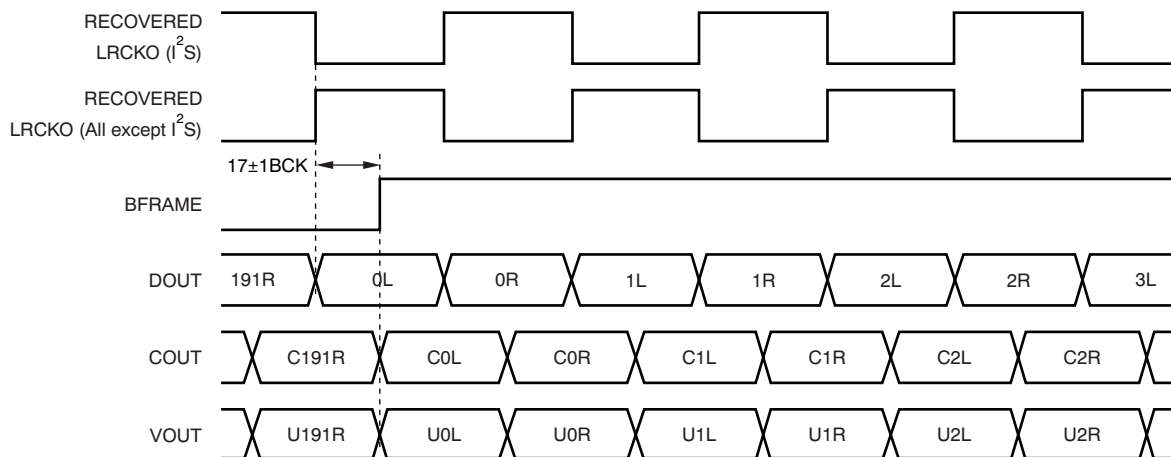 RECOVERED
LRCKO (I²S)
RECOVERED
LRCKO (All except I²S)
17±1BCK
BFRAME
DOUT 191R 0L 0R 1L 1R 2L 2R 3L
COUT C191R C0L C0R C1L C1R C2L C2R
VOUT U191R U0L U0R U1L U1R U2L U2R